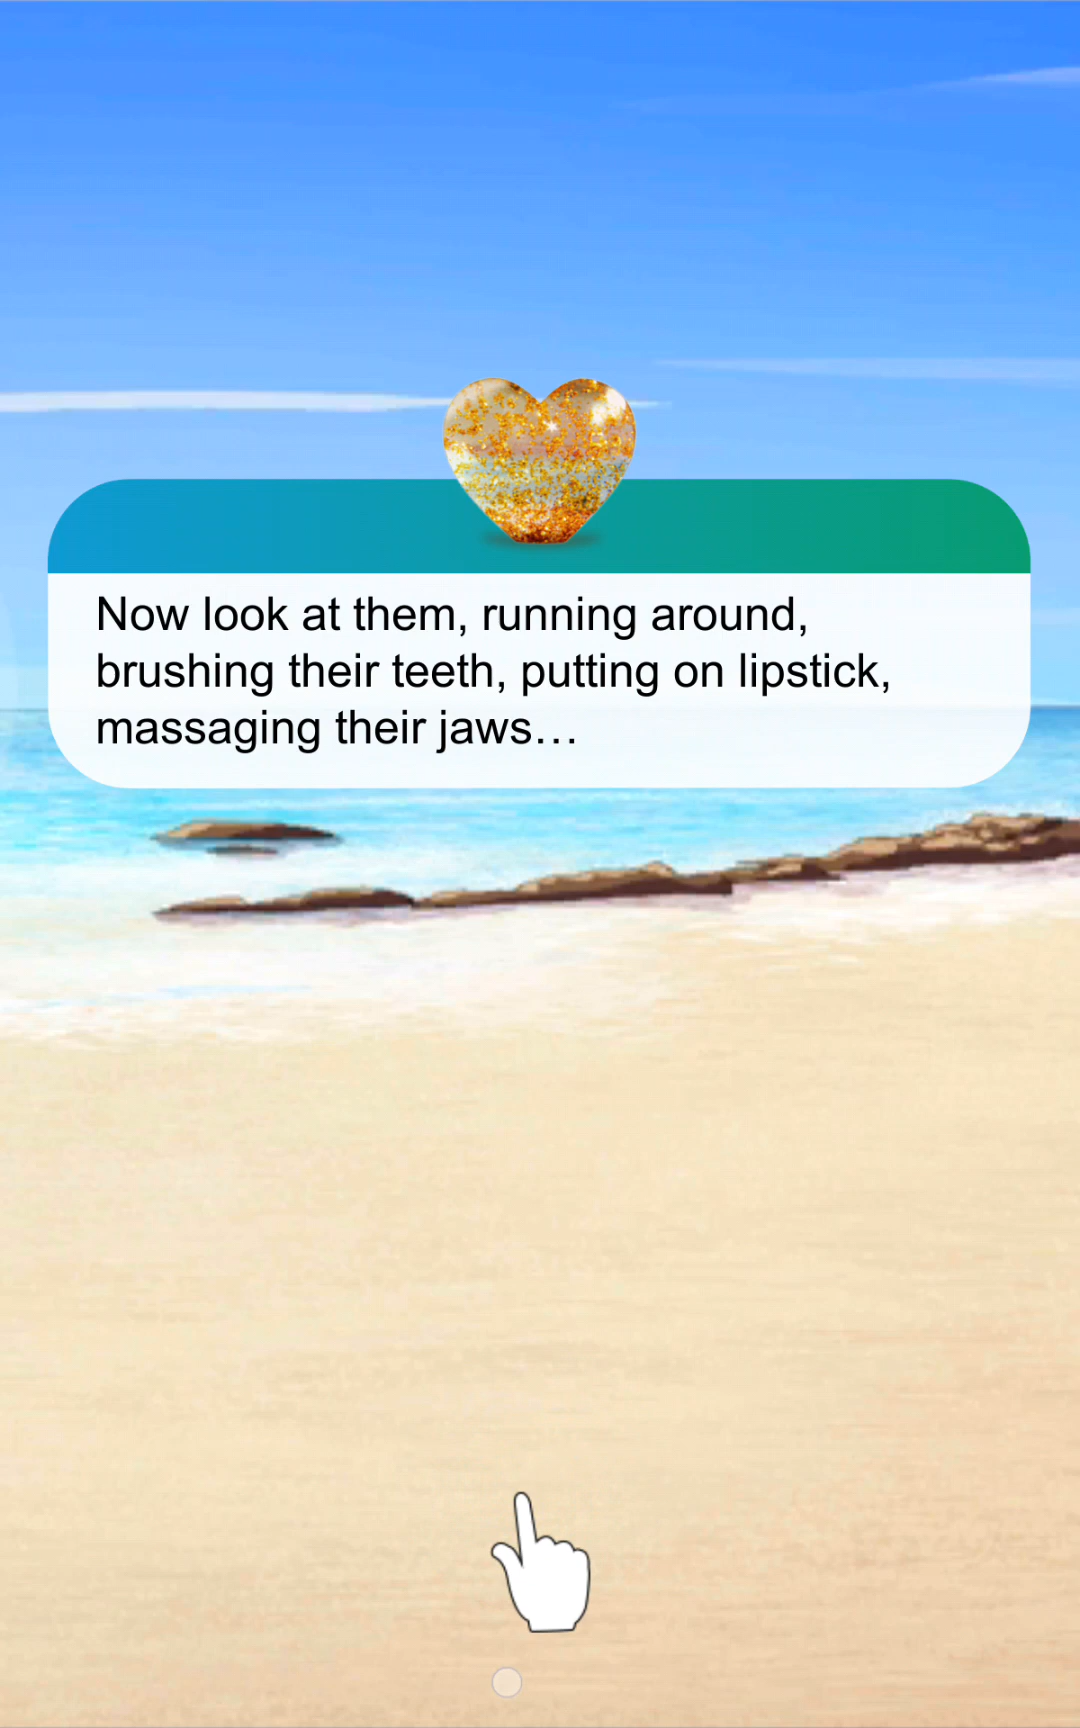 Now look at them, running around,
brushing their teeth, putting on lipstick,
massaging their jaws…